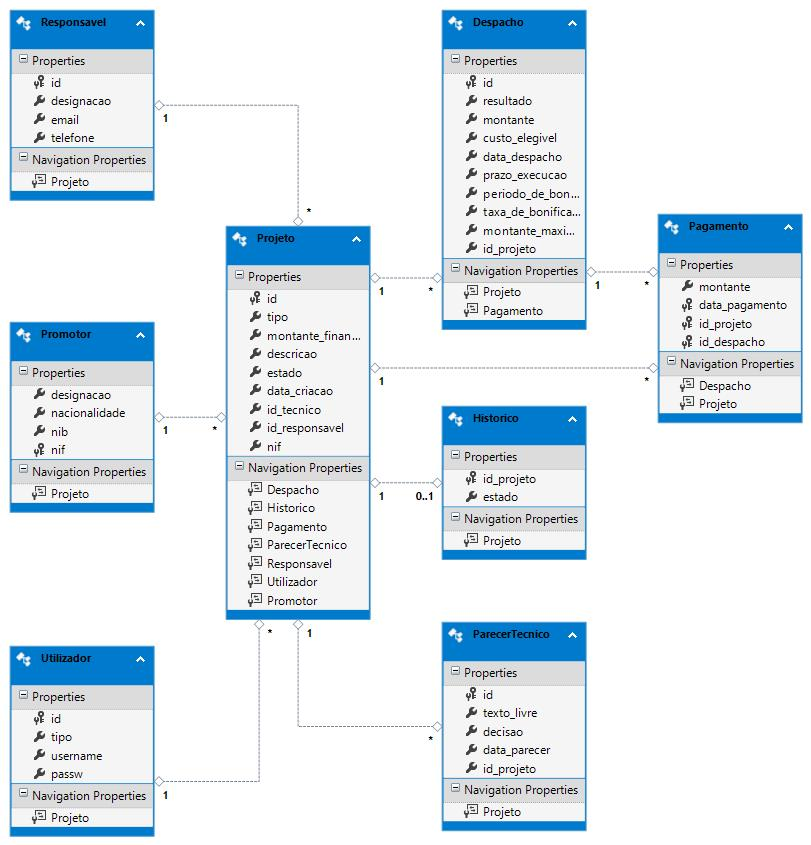 Responsavel
Properties
id
designacao
email
telefone
Navigation Properties
Projeto
1
*
Despacho
Properties
id
resultado
montante
custo_elegivel
data_despacho
prazo_execucao
periodo_de_bon...
taxa_de_bonifica...
montante_maxi...
id_projeto
Navigation Properties
Projeto
Pagamento
1
*
Pagamento
Properties
montante
data_pagamento
id_projeto
id_despacho
Navigation Properties
Despacho
Projeto
Projeto
Properties
id
tipo
montante_finan...
descricao
estado
data_criacao
id_tecnico
id_responsavel
nif
Navigation Properties
Despacho
Historico
Pagamento
ParecerTecnico
Responsavel
Utilizador
Promotor
1
*
1
*
1
0..1
*
1
Promotor
Properties
designacao
nacionalidade
nib
nif
Navigation Properties
Projeto
1
*
Historico
Properties
id_projeto
estado
Navigation Properties
Projeto
Utilizador
Properties
id
tipo
username
passw
Navigation Properties
Projeto
1
ParecerTecnico
Properties
id
texto_livre
decisao
data_parecer
id_projeto
Navigation Properties
Projeto
*